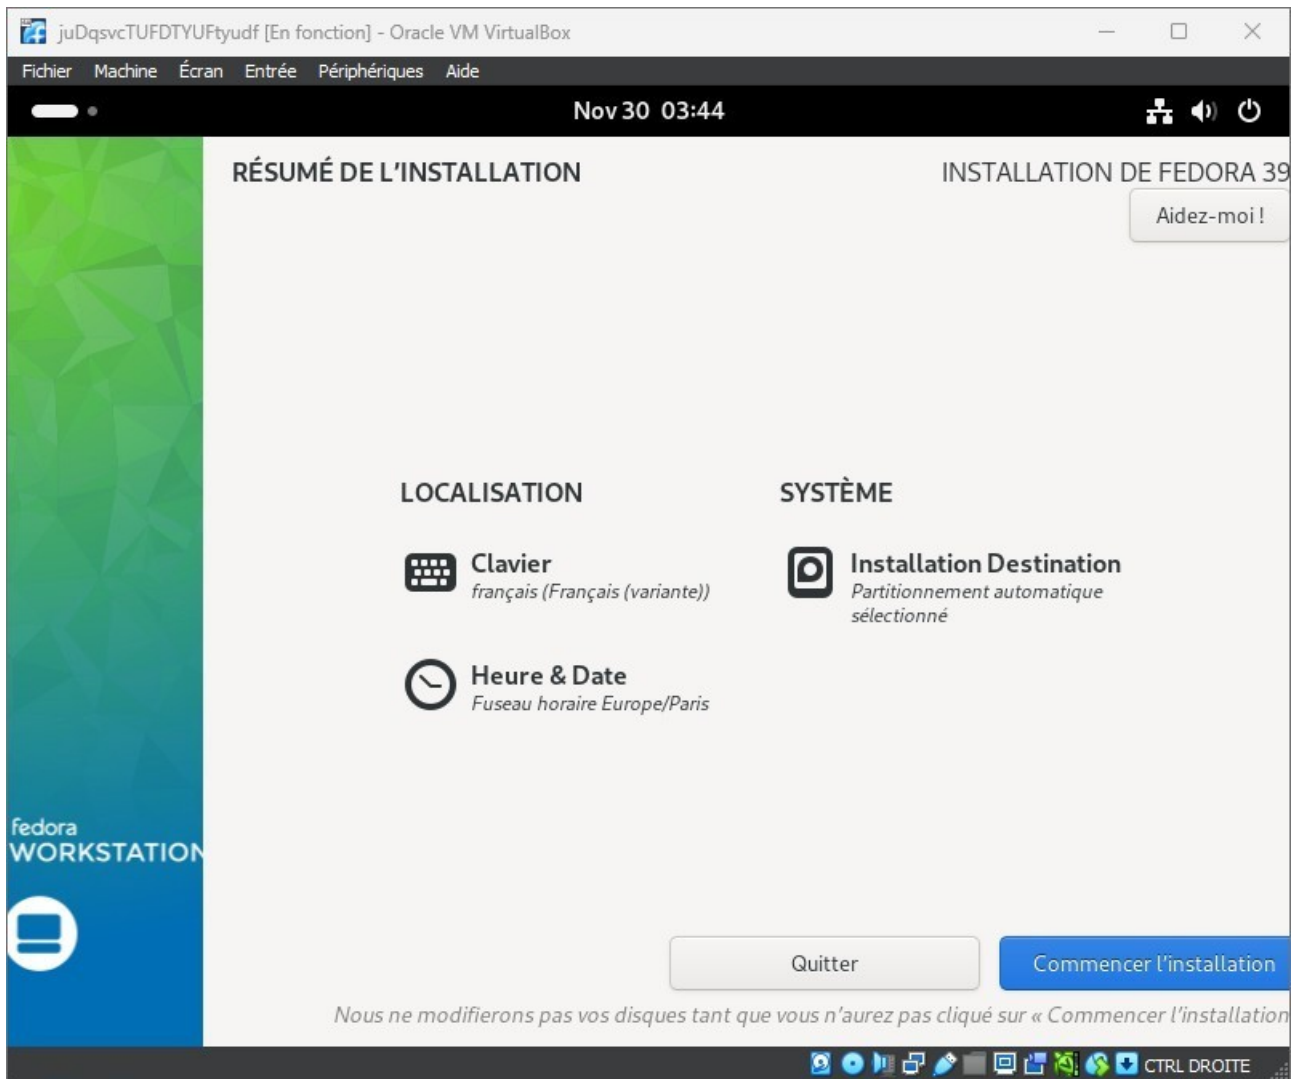 juDqsvcTUFDTYUFtyudf [En fonction] - Oracle VM VirtualBox
Fichier Machine Écran Entrée Périphériques Aide
Nov 30 03:44
RÉSUMÉ DE L'INSTALLATION
INSTALLATION DE FEDORA 39
Aidez-moi !
LOCALISATION
SYSTÈME
Clavier
français (Français (variante))
Installation Destination
Partitionnement automatique
sélectionné
Heure & Date
Fuseau horaire Europe/Paris
fedora
WORKSTATION
Quitter
Commencer l'installation
Nous ne modifierons pas vos disques tant que vous n'aurez pas cliqué sur « Commencer l'installation
CTRL DROITE